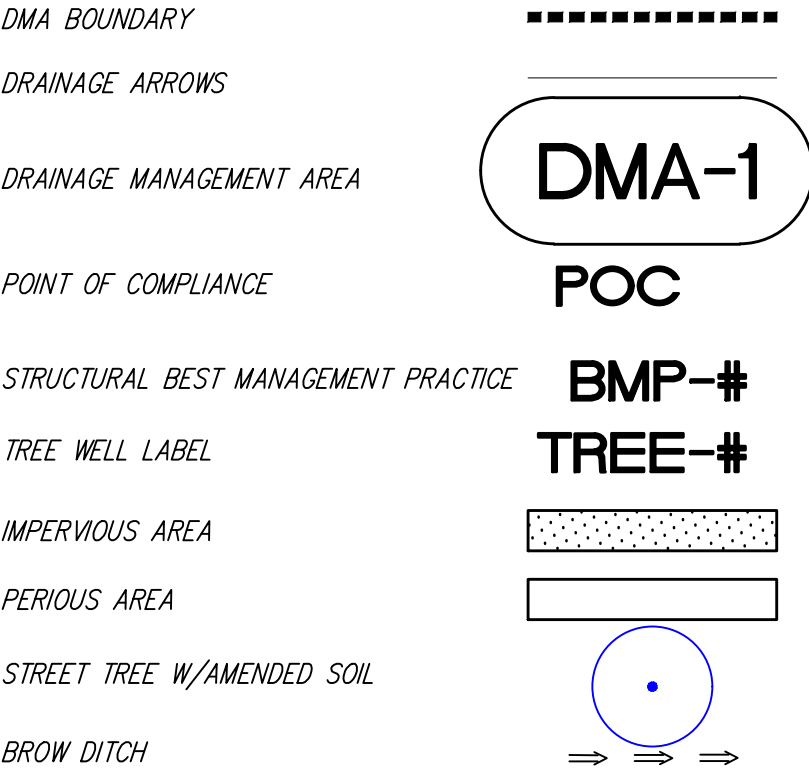 DMA BOUNDARY
DRAINAGE ARROWS
DRAINAGE MANAGEMENT AREA DMA-1
POINT OF COMPLIANCE POC
STRUCTURAL BEST MANAGEMENT PRACTICE BMP-#
TREE WELL LABEL TREE-#
IMPERVIOUS AREA
PERIOUS AREA
STREET TREE W/AMENDED SOIL
BROW DITCH